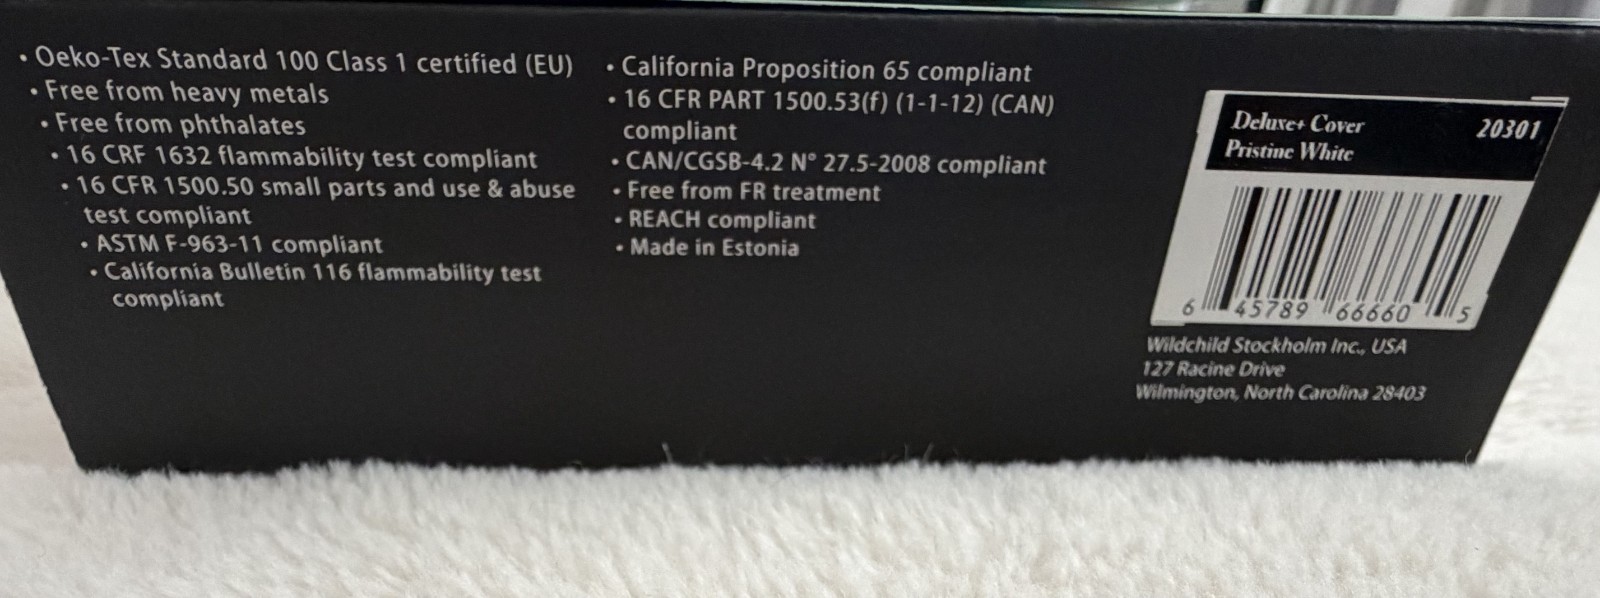 • Oeko-Tex Standard 100 Class 1 certified (EU)
• Free from heavy metals
• Free from phthalates
• 16 CRF 1632 flammability test compliant
• 16 CFR 1500.50 small parts and use & abuse
test compliant
• ASTM F-963-11 compliant
• California Bulletin 116 flammability test
compliant
• California Proposition 65 compliant
• 16 CFR PART 1500.53(f) (1-1-12) (CAN)
compliant
• CAN/CGSB-4.2 N° 27.5-2008 compliant
• Free from FR treatment
• REACH compliant
• Made in Estonia
Deluxe+ Cover 20301
Pristine White
6 45789 66660 5
Wildchild Stockholm Inc., USA
127 Racine Drive
Wilmington, North Carolina 28403